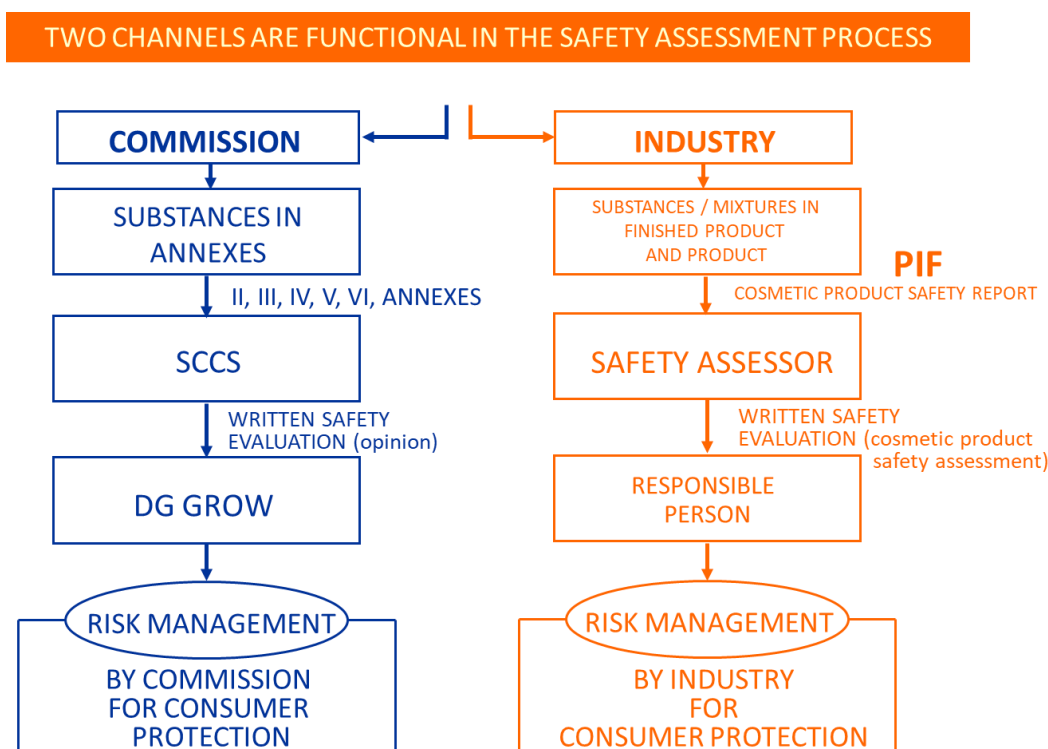 TWO CHANNELS ARE FUNCTIONAL IN THE SAFETY ASSESSMENT PROCESS
COMMISSION
SUBSTANCES IN
ANNEXES
II, III, IV, V, VI, ANNEXES
SCCS
WRITTEN SAFETY
EVALUATION (opinion)
DG GROW
RISK MANAGEMENT
BY COMMISSION
FOR CONSUMER
PROTECTION
INDUSTRY
SUBSTANCES / MIXTURES IN
FINISHED PRODUCT
AND PRODUCT
PIF
COSMETIC PRODUCT SAFETY REPORT
SAFETY ASSESSOR
WRITTEN SAFETY
EVALUATION (cosmetic product
safety assessment)
RESPONSIBLE
PERSON
RISK MANAGEMENT
BY INDUSTRY
FOR
CONSUMER PROTECTION